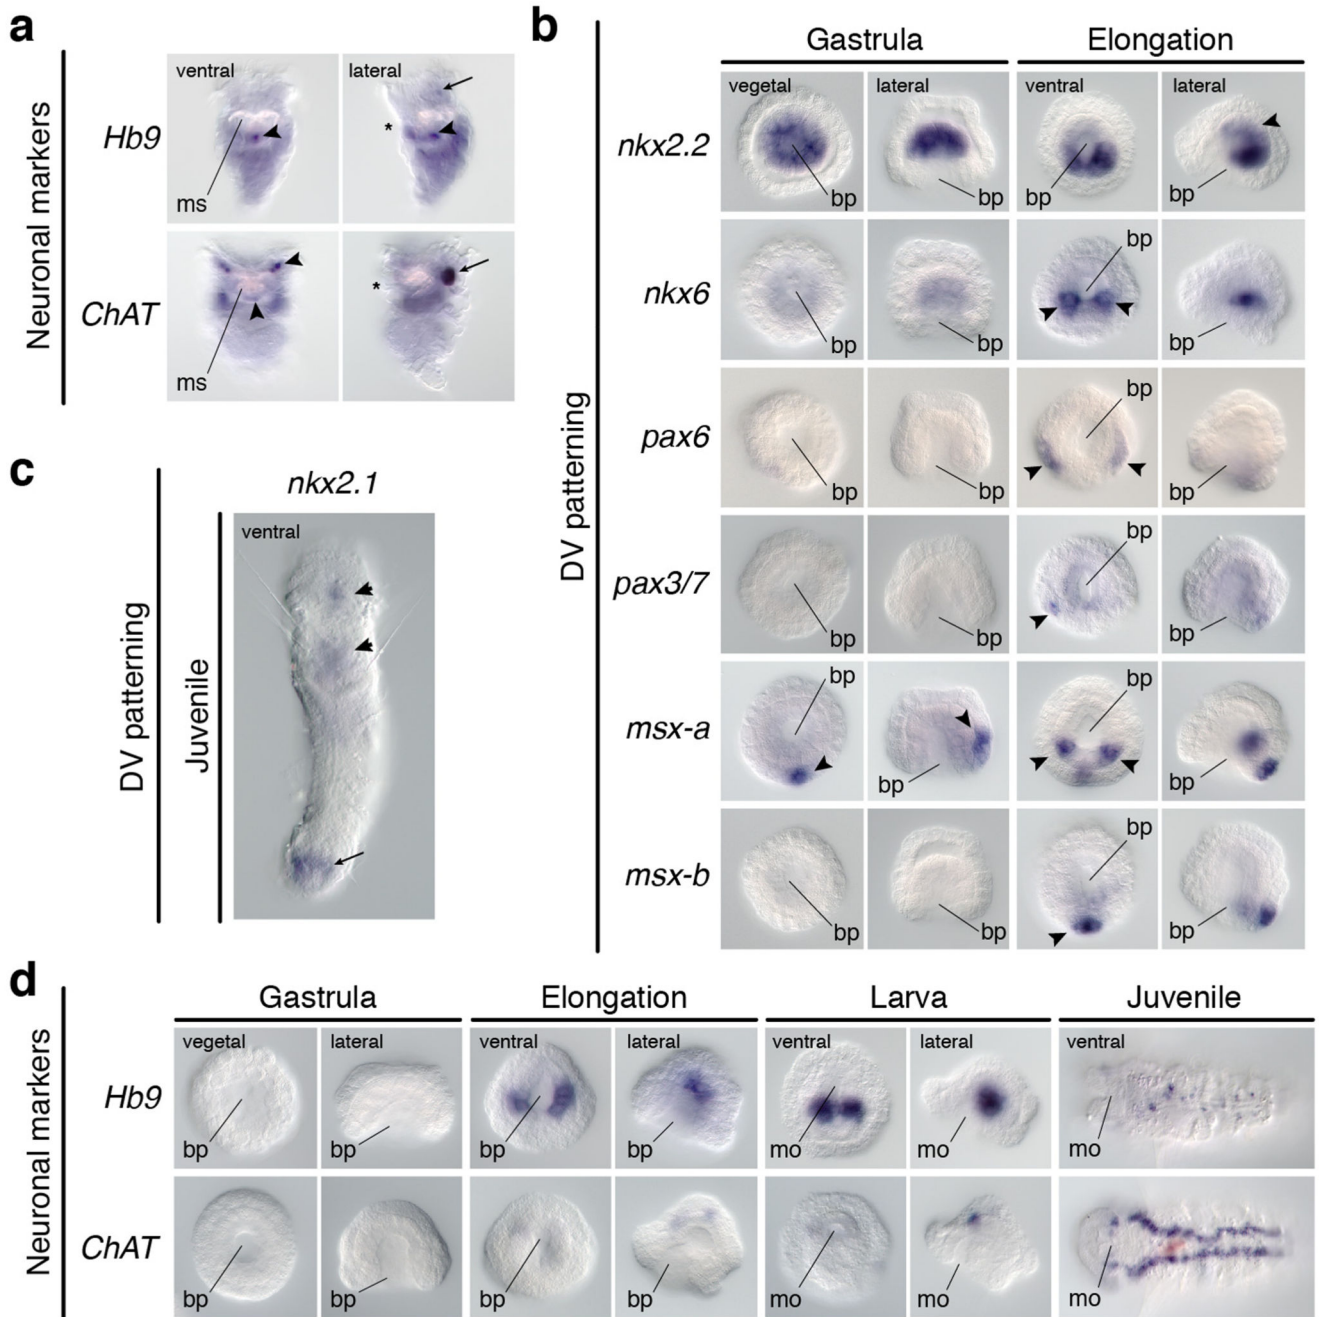 a
Neuronal markers
Hb9
ventral
ms
lateral
*
ChAT
ms
*
b
DV patterning
Gastrula
Elongation
vegetal
lateral
ventral
lateral
nkx2.2
bp
bp
bp
bp
nkx6
bp
bp
bp
bp
pax6
bp
bp
bp
bp
pax3/7
bp
bp
bp
bp
msx-a
bp
bp
bp
bp
msx-b
bp
bp
bp
bp
c
DV patterning
Juvenile
nkx2.1
ventral
d
Neuronal markers
Gastrula
Elongation
Larva
Juvenile
vegetal
lateral
ventral
lateral
ventral
lateral
ventral
Hb9
bp
bp
bp
bp
mo
mo
mo
ChAT
bp
bp
bp
bp
mo
mo
mo